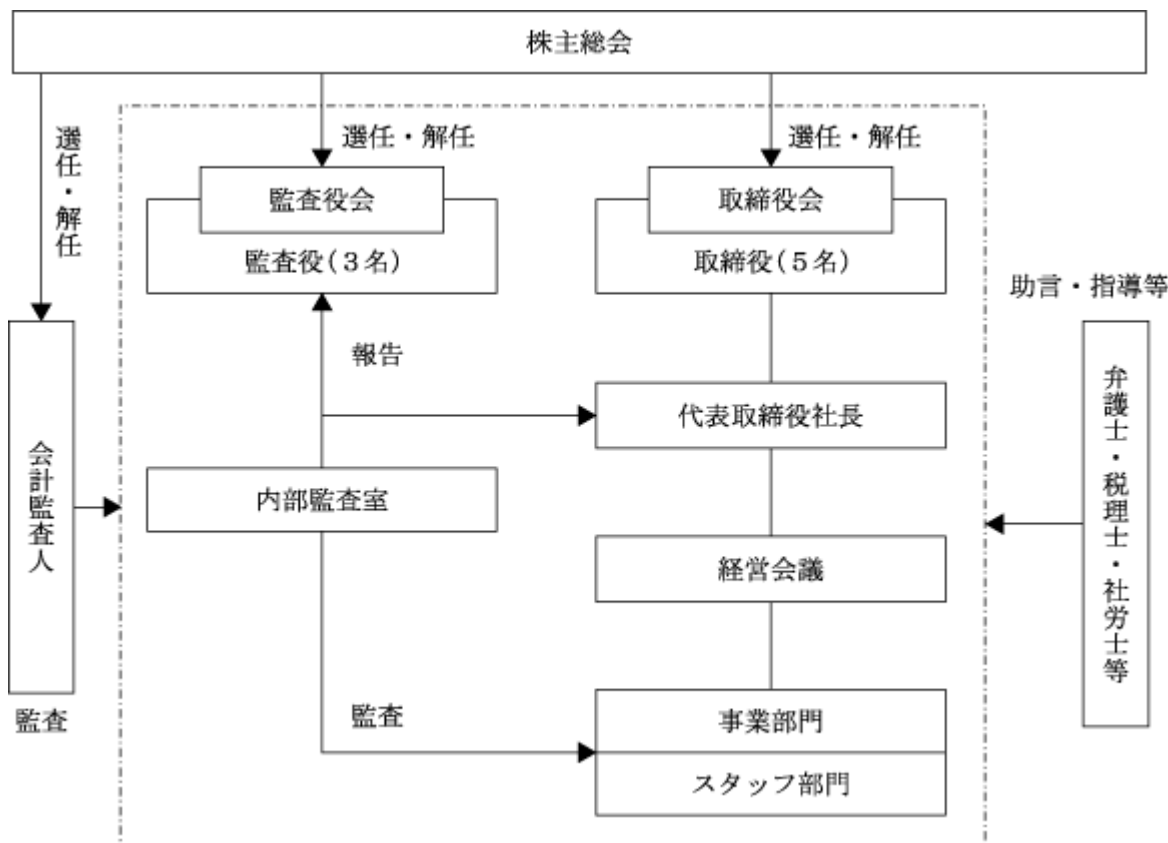 株主総会
選任・解任
選任・解任
選任・解任
監査役会
取締役会
監査役(3名)
取締役(5名)
助言・指導等
報告
代表取締役社長
会計監査人
内部監査室
弁護士・税理士・社労士等
経営会議
監査
監査
事業部門
スタッフ部門